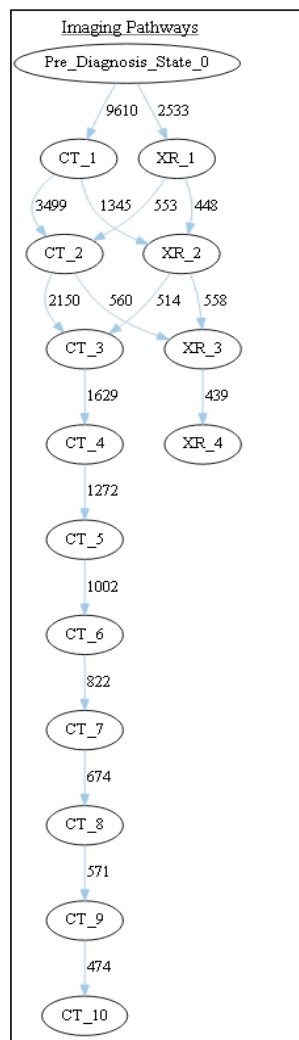 Imaging Pathways
Pre_Diagnosis_State_0
9610 2533
CT_1 XR_1
3499 1345 553 448
CT_2 XR_2
2150 560 514 558
CT_3 XR_3
1629 439
CT_4 XR_4
1272
CT_5
1002
CT_6
822
CT_7
674
CT_8
571
CT_9
474
CT_10